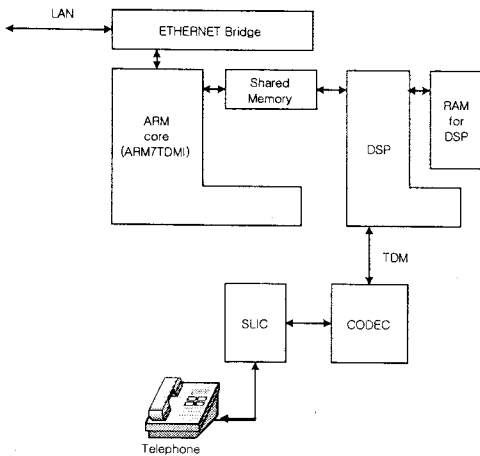 LAN
ETHERNET Bridge
ARM
core
(ARM7TDMI)
Shared
Memory
DSP
RAM
for
DSP
TDM
SLIC
CODEC
Telephone